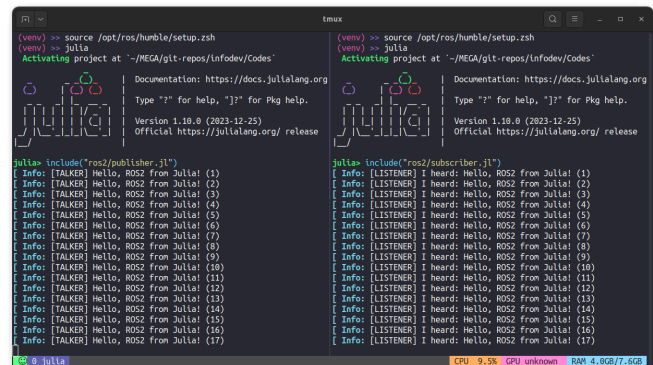 tmux
(venv) >> source /opt/ros/humble/setup.zsh
(venv) >> julia
Activating project at `~/MEGA/git-repos/infodev/Codes`
Documentation: https://docs.julialang.org
Type "?" for help, "]?" for Pkg help.
Version 1.10.0 (2023-12-25)
Official https://julialang.org/ release
julia> include("ros2/publisher.jl")
[ Info: [TALKER] Hello, ROS2 from Julia! (1)
[ Info: [TALKER] Hello, ROS2 from Julia! (2)
[ Info: [TALKER] Hello, ROS2 from Julia! (3)
[ Info: [TALKER] Hello, ROS2 from Julia! (4)
[ Info: [TALKER] Hello, ROS2 from Julia! (5)
[ Info: [TALKER] Hello, ROS2 from Julia! (6)
[ Info: [TALKER] Hello, ROS2 from Julia! (7)
[ Info: [TALKER] Hello, ROS2 from Julia! (8)
[ Info: [TALKER] Hello, ROS2 from Julia! (9)
[ Info: [TALKER] Hello, ROS2 from Julia! (10)
[ Info: [TALKER] Hello, ROS2 from Julia! (11)
[ Info: [TALKER] Hello, ROS2 from Julia! (12)
[ Info: [TALKER] Hello, ROS2 from Julia! (13)
[ Info: [TALKER] Hello, ROS2 from Julia! (14)
[ Info: [TALKER] Hello, ROS2 from Julia! (15)
[ Info: [TALKER] Hello, ROS2 from Julia! (16)
[ Info: [TALKER] Hello, ROS2 from Julia! (17)
(venv) >> source /opt/ros/humble/setup.zsh
(venv) >> julia
Activating project at `~/MEGA/git-repos/infodev/Codes`
Documentation: https://docs.julialang.org
Type "?" for help, "]?" for Pkg help.
Version 1.10.0 (2023-12-25)
Official https://julialang.org/ release
julia> include("ros2/subscriber.jl")
[ Info: [LISTENER] I heard: Hello, ROS2 from Julia! (1)
[ Info: [LISTENER] I heard: Hello, ROS2 from Julia! (2)
[ Info: [LISTENER] I heard: Hello, ROS2 from Julia! (3)
[ Info: [LISTENER] I heard: Hello, ROS2 from Julia! (4)
[ Info: [LISTENER] I heard: Hello, ROS2 from Julia! (5)
[ Info: [LISTENER] I heard: Hello, ROS2 from Julia! (6)
[ Info: [LISTENER] I heard: Hello, ROS2 from Julia! (7)
[ Info: [LISTENER] I heard: Hello, ROS2 from Julia! (8)
[ Info: [LISTENER] I heard: Hello, ROS2 from Julia! (9)
[ Info: [LISTENER] I heard: Hello, ROS2 from Julia! (10)
[ Info: [LISTENER] I heard: Hello, ROS2 from Julia! (11)
[ Info: [LISTENER] I heard: Hello, ROS2 from Julia! (12)
[ Info: [LISTENER] I heard: Hello, ROS2 from Julia! (13)
[ Info: [LISTENER] I heard: Hello, ROS2 from Julia! (14)
[ Info: [LISTENER] I heard: Hello, ROS2 from Julia! (15)
[ Info: [LISTENER] I heard: Hello, ROS2 from Julia! (16)
[ Info: [LISTENER] I heard: Hello, ROS2 from Julia! (17)
0 julia
CPU 9.5% GPU unknown RAM 4.0GB/7.6GB